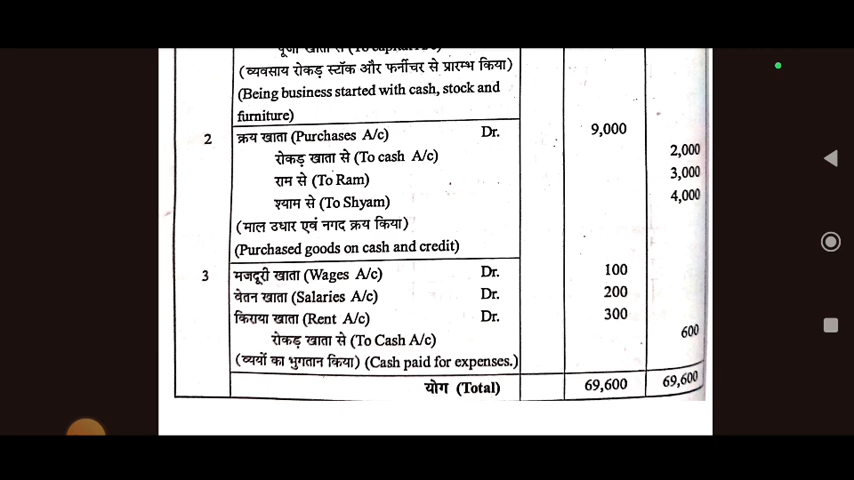 (व्यवसाय रोकड़ स्टॉक और फर्नीचर से प्रारम्भ किया)
(Being business started with cash, stock and
furniture)
2 क्रय खाता (Purchases A/c) Dr. 9,000
रोकड़ खाता से (To cash A/c) 2,000
राम से (To Ram) 3,000
श्याम से (To Shyam) 4,000
(माल उधार एवं नगद क्रय किया)
(Purchased goods on cash and credit)
3 मजदूरी खाता (Wages A/c) Dr. 100
वेतन खाता (Salaries A/c) Dr. 200
किराया खाता (Rent A/c) Dr. 300
रोकड़ खाता से (To Cash A/c) 600
(व्ययों का भुगतान किया) (Cash paid for expenses.)
योग (Total) 69,600 69,600